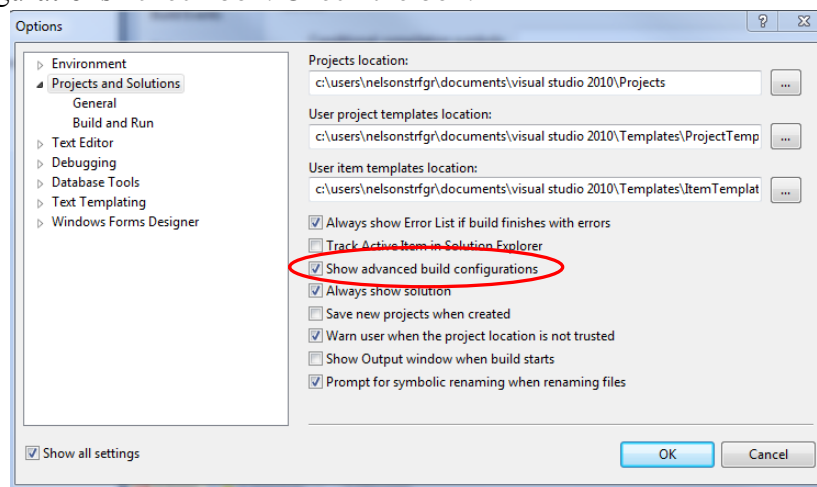 Options
Environment
Projects and Solutions
General
Build and Run
Text Editor
Debugging
Database Tools
Text Templating
Windows Forms Designer
Projects location:
c:\users\nelsonstrfgr\documents\visual studio 2010\Projects
...
User project templates location:
c:\users\nelsonstrfgr\documents\visual studio 2010\Templates\ProjectTemp
...
User item templates location:
c:\users\nelsonstrfgr\documents\visual studio 2010\Templates\ItemTemplat
...
Always show Error List if build finishes with errors
Track Active Item in Solution Explorer
Show advanced build configurations
Always show solution
Save new projects when created
Warn user when the project location is not trusted
Show Output window when build starts
Prompt for symbolic renaming when renaming files
Show all settings
OK
Cancel